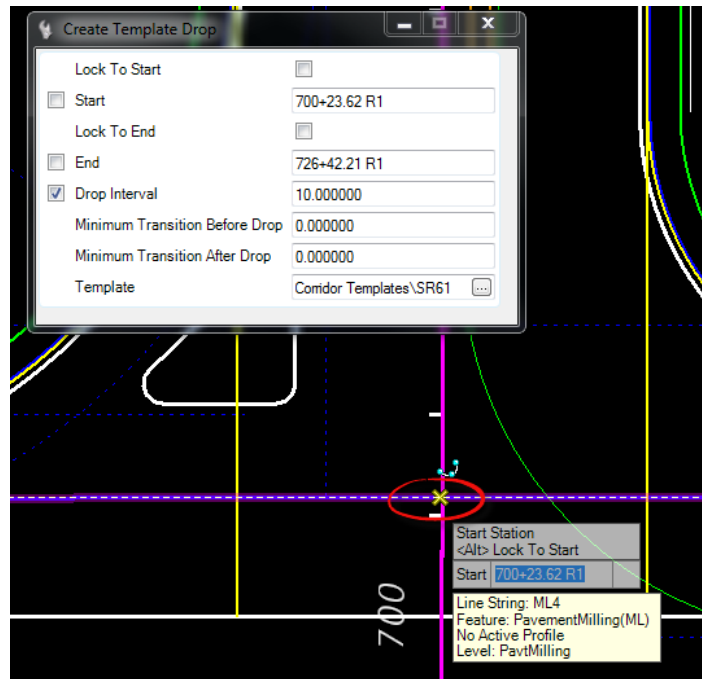 Create Template Drop
Lock To Start
Start 700+23.62 R1
Lock To End
End 726+42.21 R1
Drop Interval 10.000000
Minimum Transition Before Drop 0.000000
Minimum Transition After Drop 0.000000
Template Corridor Templates\SR61 ...
Start Station
<Alt> Lock To Start
Start 700+23.62 R1
Line String: ML4
Feature: PavementMilling(ML)
No Active Profile
Level: PavtMilling
700